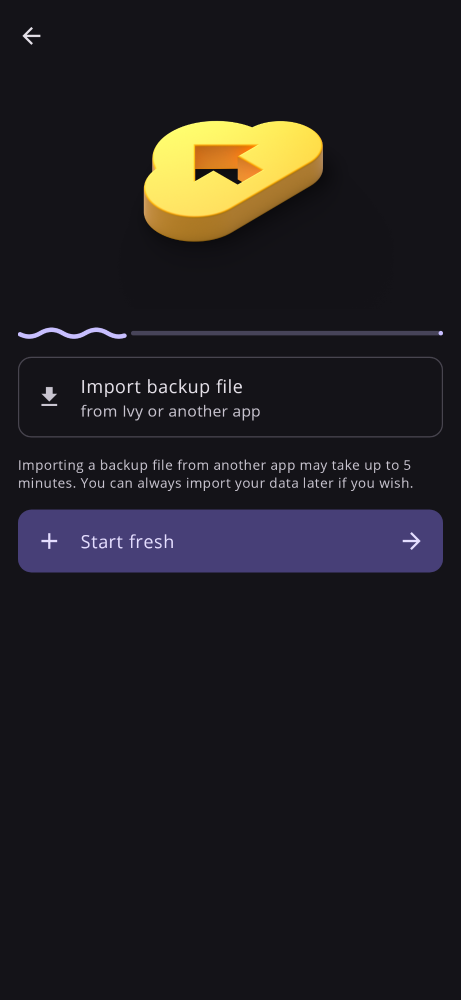 Import backup file
from Ivy or another app
Importing a backup file from another app may take up to 5
minutes. You can always import your data later if you wish.
Start fresh